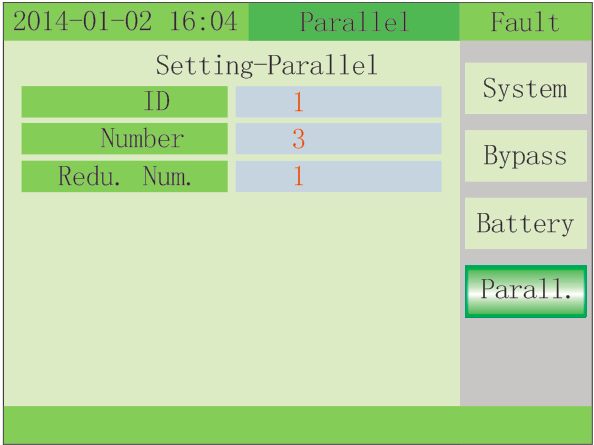 2014-01-02 16:04 Parallel Fault
Setting-Parallel
ID 1
Number 3
Redu. Num. 1
System
Bypass
Battery
Parall.